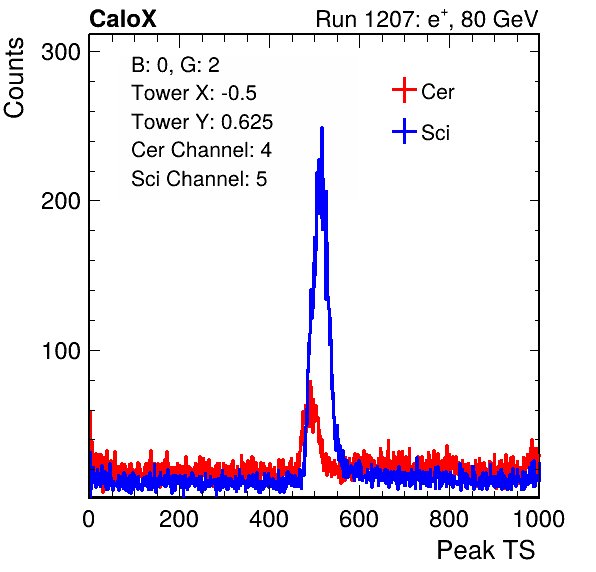 CaloX
Run 1207: e⁺, 80 GeV
Counts
300
200
100
B: 0, G: 2
Tower X: -0.5
Tower Y: 0.625
Cer Channel: 4
Sci Channel: 5
Cer
Sci
0 200 400 600 800 1000
Peak TS